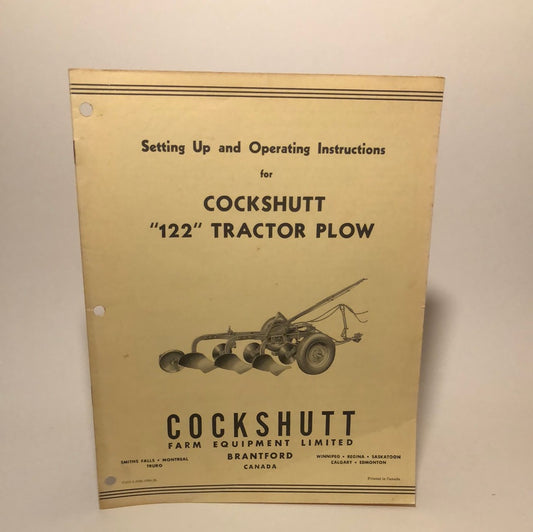 Setting Up and Operating Instructions
for
COCKSHUTT
"122" TRACTOR PLOW
COCKSHUTT
FARM EQUIPMENT LIMITED
BRANTFORD
CANADA
SMITHS FALLS • MONTREAL
TRURO
WINNIPEG • REGINA • SASKATOON
CALGARY • EDMONTON
Printed in Canada